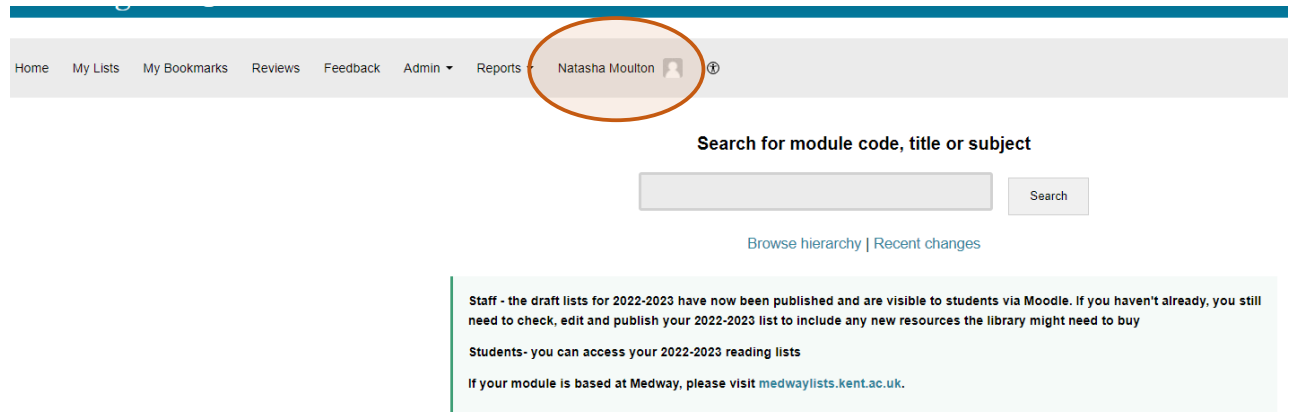 Home My Lists My Bookmarks Reviews Feedback Admin Reports Natasha Moulton
Search for module code, title or subject
Search
Browse hierarchy | Recent changes
Staff - the draft lists for 2022-2023 have now been published and are visible to students via Moodle. If you haven't already, you still
need to check, edit and publish your 2022-2023 list to include any new resources the library might need to buy
Students- you can access your 2022-2023 reading lists
If your module is based at Medway, please visit medwaylists.kent.ac.uk.